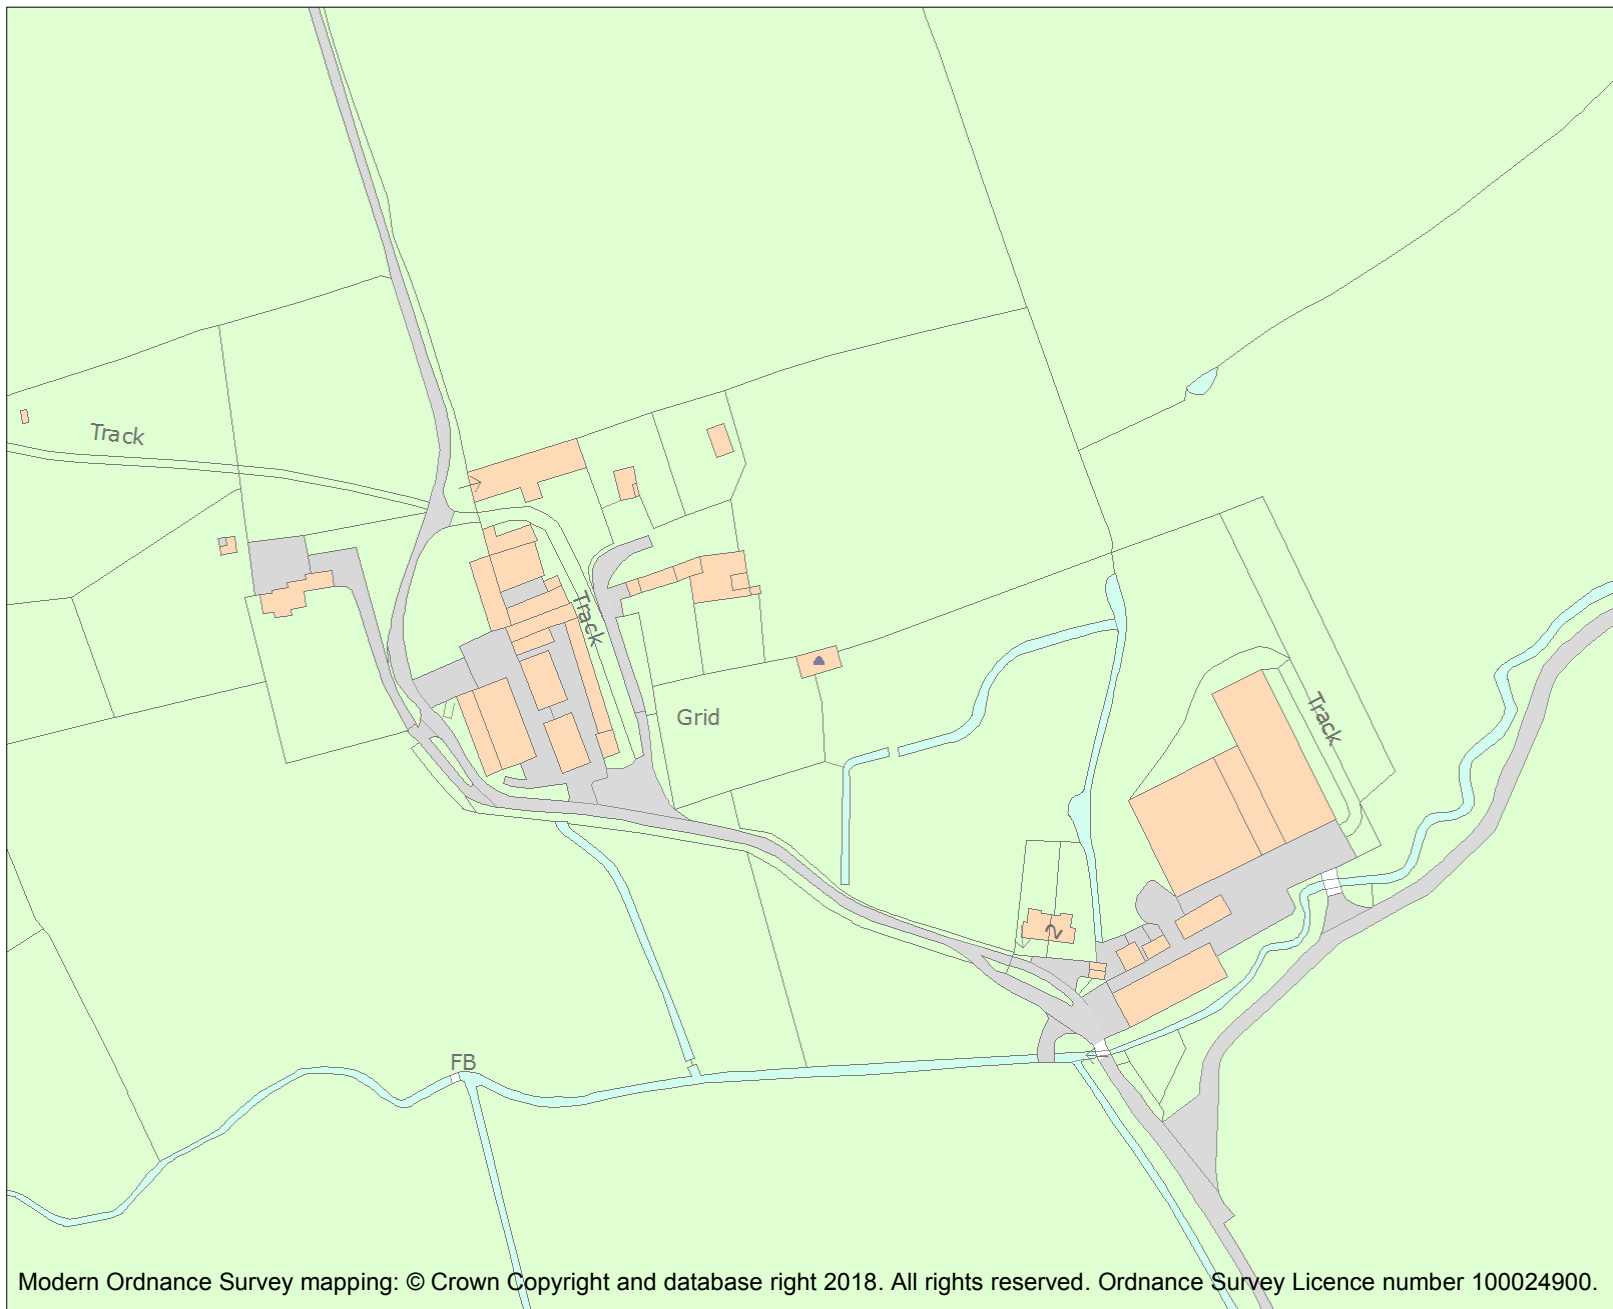 Track
Track
Grid
Track
2
FB
Modern Ordnance Survey mapping: © Crown Copyright and database right 2018. All rights reserved. Ordnance Survey Licence number 100024900.